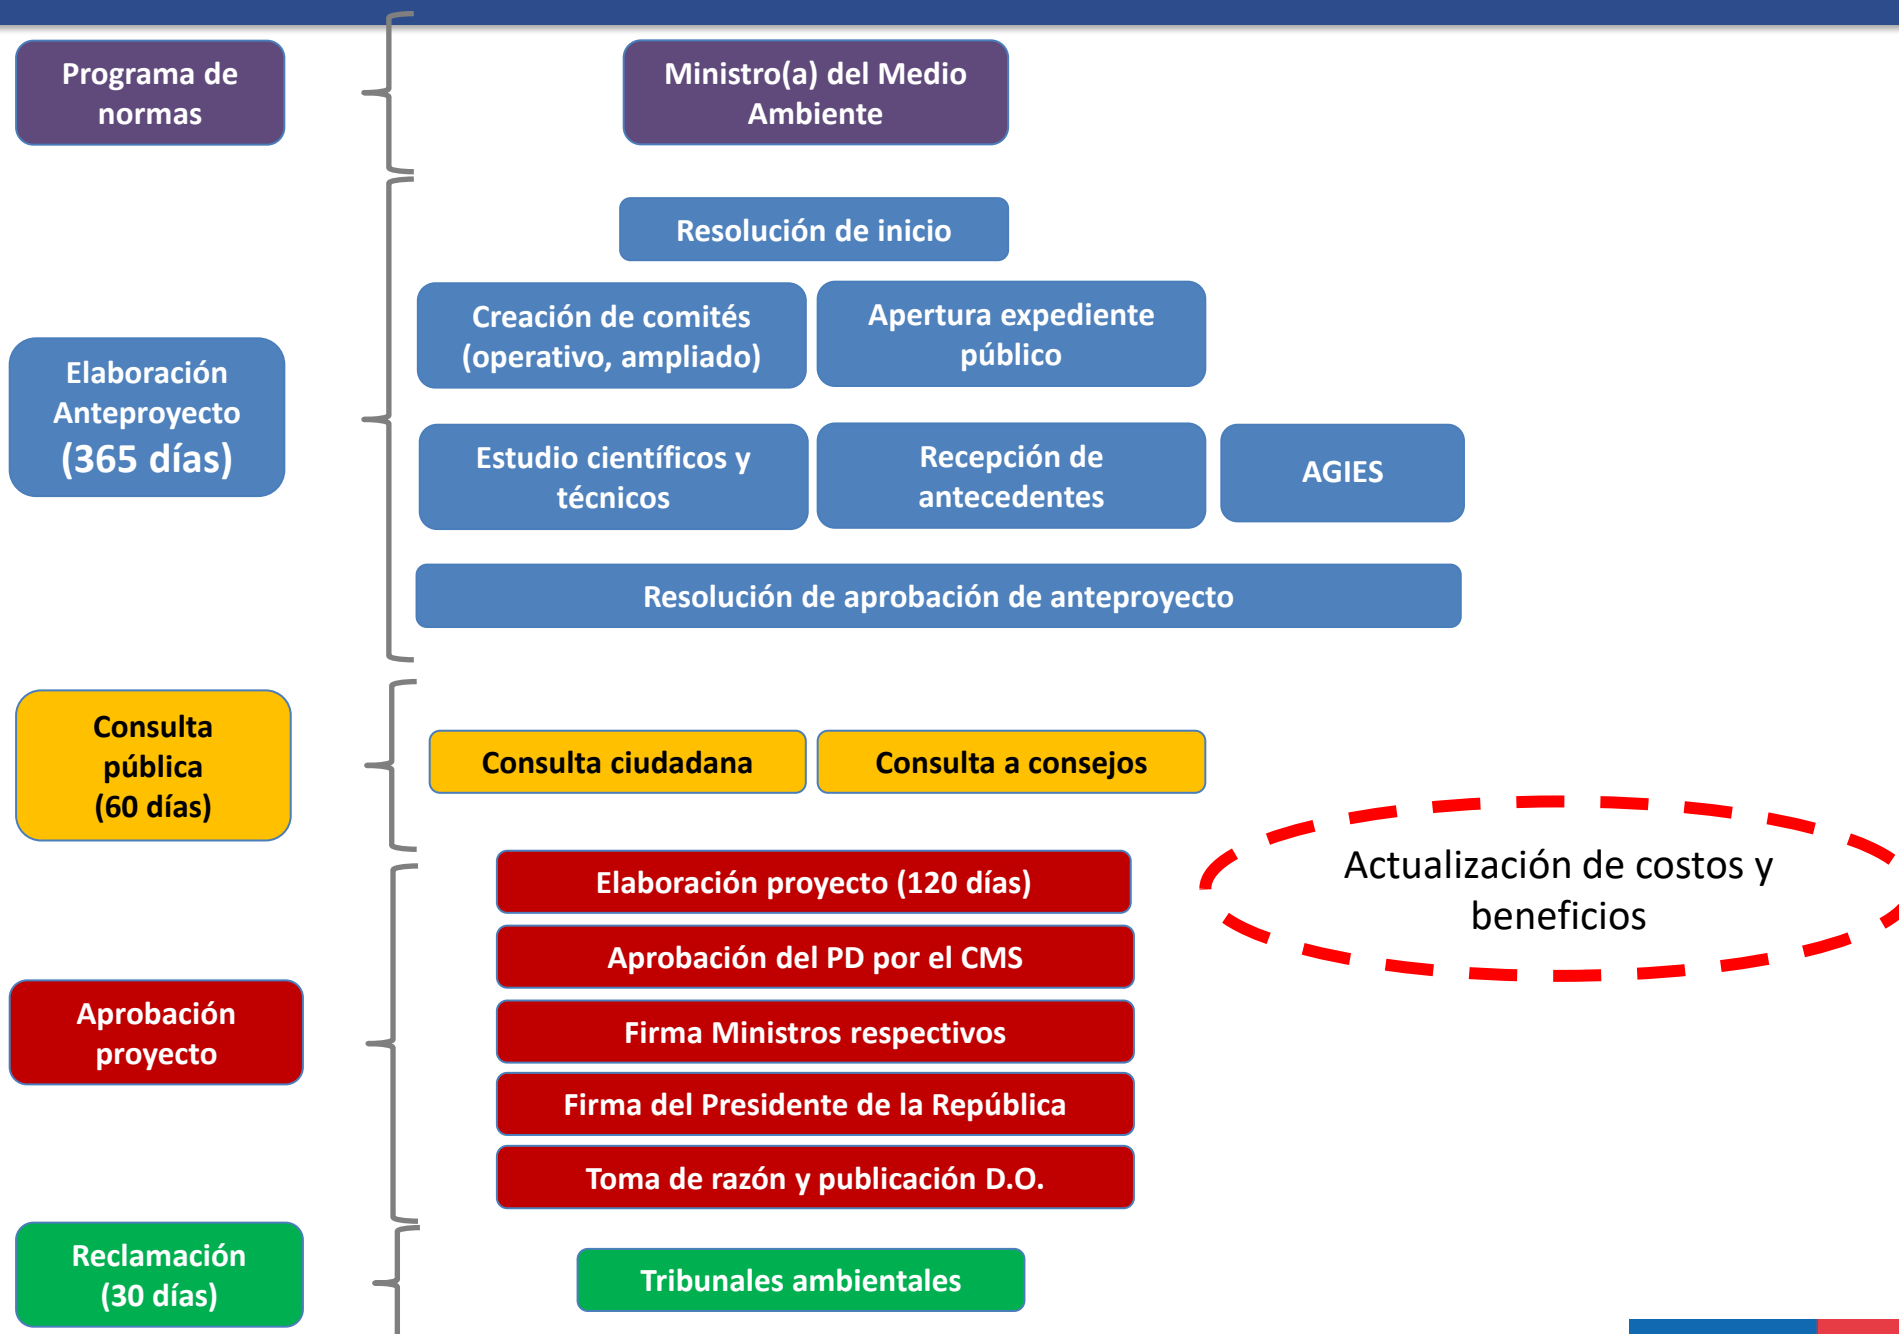 Programa de
normas
Ministro(a) del Medio
Ambiente
Resolución de inicio
Creación de comités
(operativo, ampliado)
Apertura expediente
público
Elaboración
Anteproyecto
(365 días)
Estudio científicos y
técnicos
Recepción de
antecedentes
AGIES
Resolución de aprobación de anteproyecto
Consulta
pública
(60 días)
Consulta ciudadana
Consulta a consejos
Elaboración proyecto (120 días)
Actualización de costos y
beneficios
Aprobación del PD por el CMS
Aprobación
proyecto
Firma Ministros respectivos
Firma del Presidente de la República
Toma de razón y publicación D.O.
Reclamación
(30 días)
Tribunales ambientales